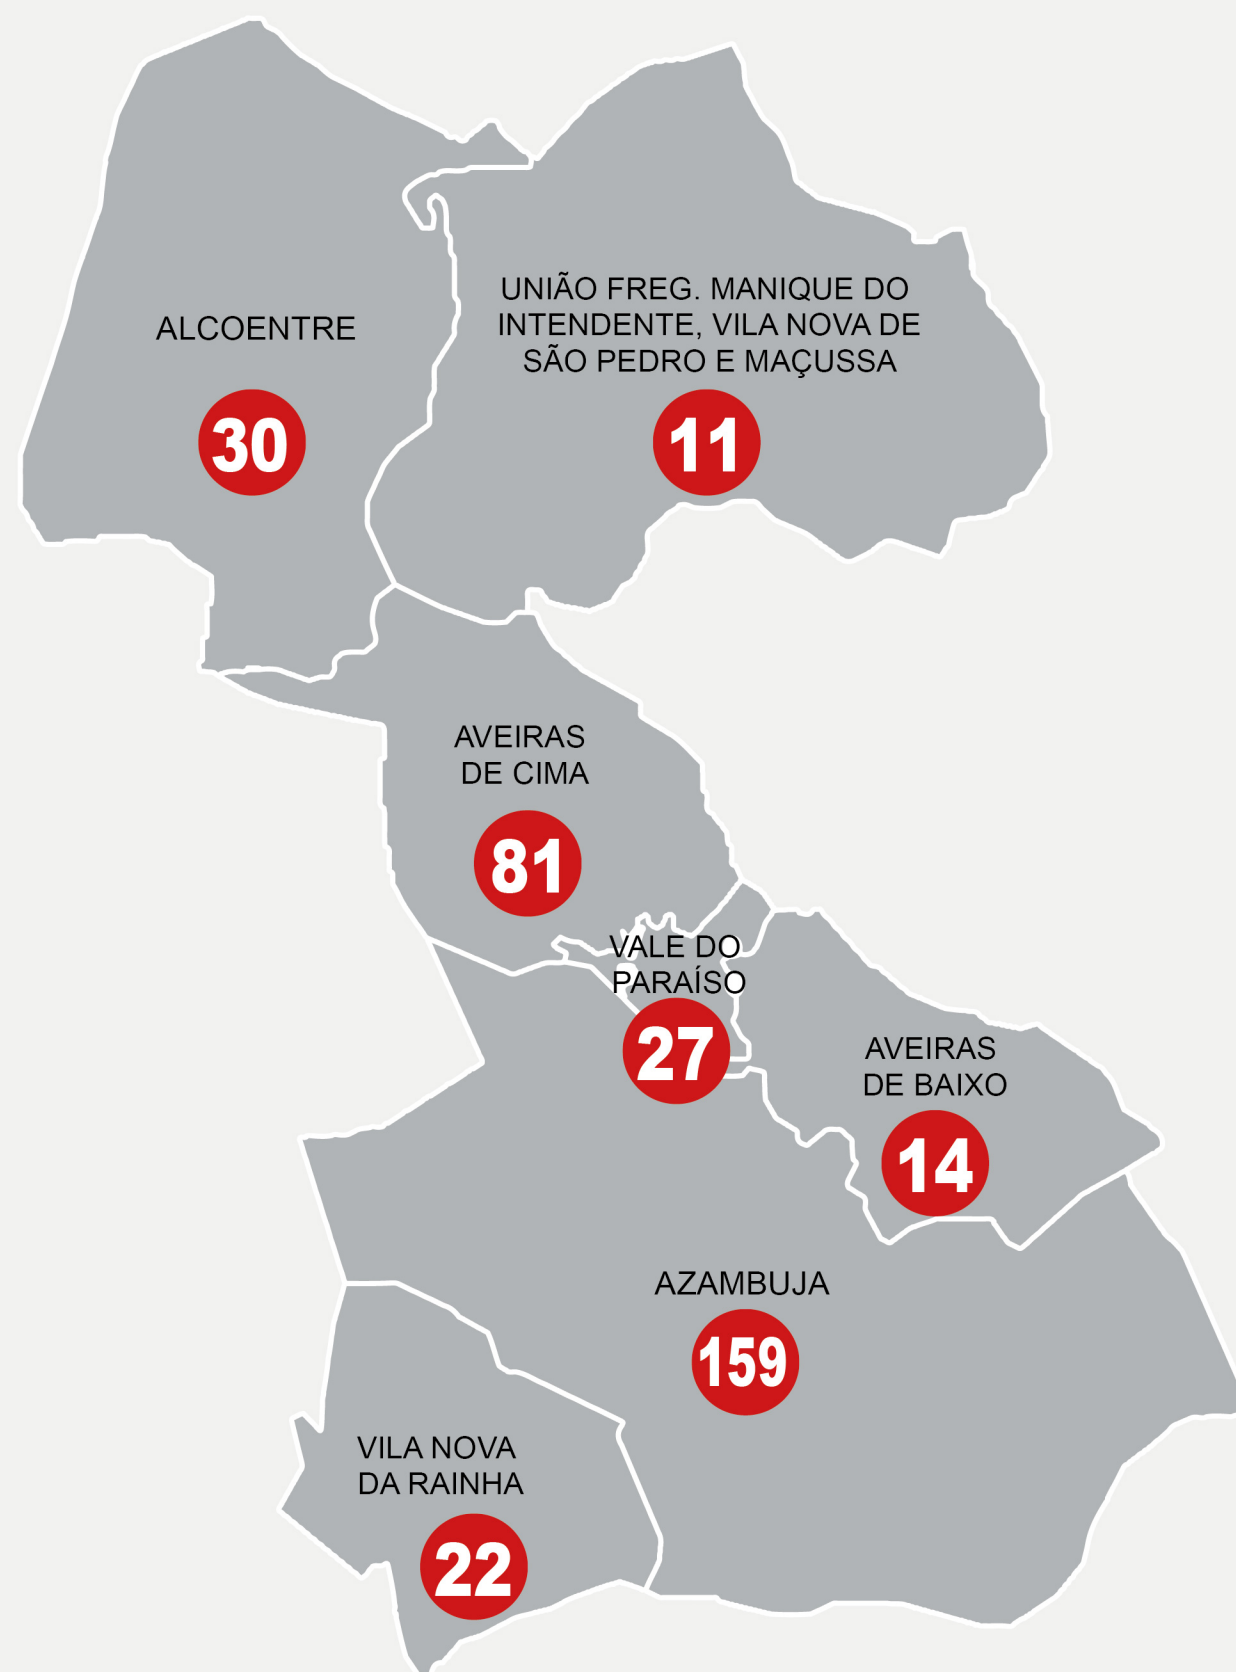 ALCOENTRE
30
UNIÃO FREG. MANIQUE DO
INTENDENTE, VILA NOVA DE
SÃO PEDRO E MAÇUSSA
11
AVEIRAS
DE CIMA
81
VALE DO
PARAÍSO
27
AVEIRAS
DE BAIXO
14
AZAMBUJA
159
VILA NOVA
DA RAINHA
22